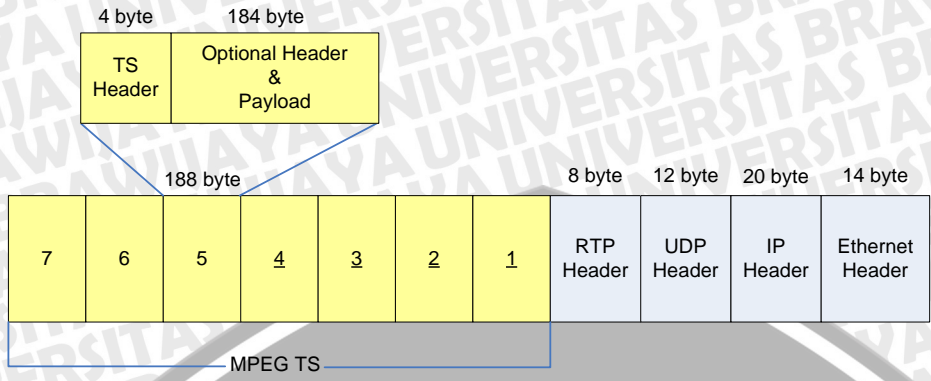 4 byte 184 byte
TS
Header
Optional Header
&
Payload
188 byte
8 byte 12 byte 20 byte 14 byte
7 6 5 4 3 2 1
RTP
Header
UDP
Header
IP
Header
Ethernet
Header
MPEG TS